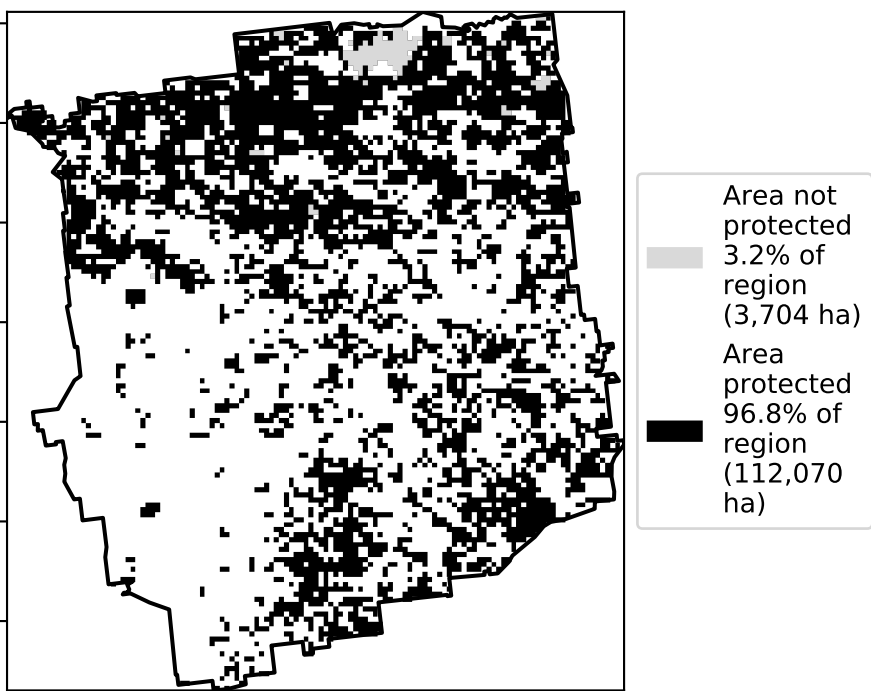 Area not
protected
3.2% of
region
(3,704 ha)
Area
protected
96.8% of
region
(112,070
ha)